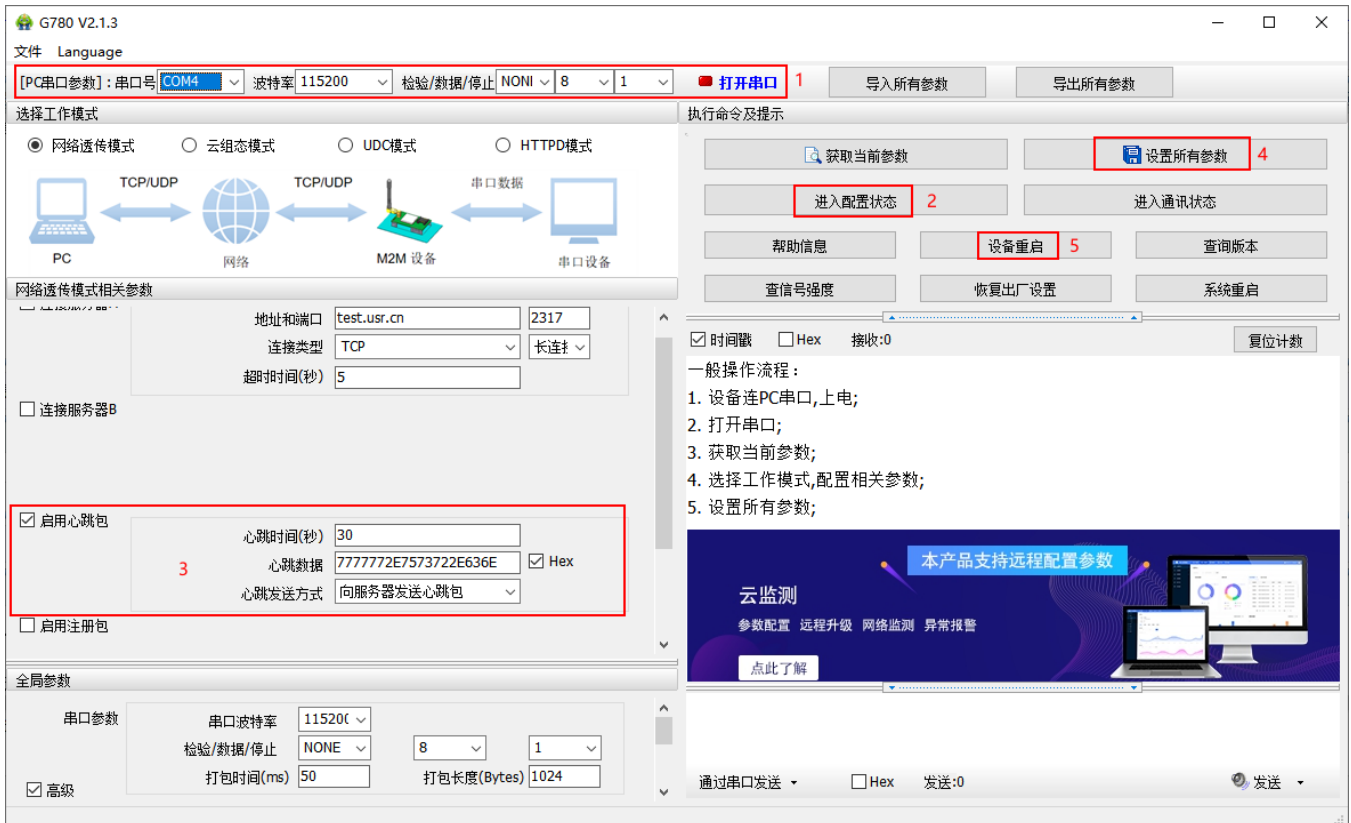 G780 V2.1.3
文件 Language
[PC串口参数]：串口号 COM4 波特率 115200 检验/数据/停止 NONI 8 1 打开串口 1 导入所有参数 导出所有参数
选择工作模式
网络透传模式 云组态模式 UDC模式 HTTPD模式
TCP/UDP TCP/UDP 串口数据
PC 网络 M2M 设备 串口设备
网络透传模式相关参数
地址和端口 test.usr.cn 2317
连接类型 TCP 长连接
超时时间(秒) 5
连接服务器B
启用心跳包
心跳时间(秒) 30
3 心跳数据 7777772E7573722E636E Hex
心跳发送方式 向服务器发送心跳包
启用注册包
全局参数
串口参数 串口波特率 115200
检验/数据/停止 NONE 8 1
打包时间(ms) 50 打包长度(Bytes) 1024
高级
执行命令及提示
获取当前参数 设置所有参数 4
进入配置状态 2 进入通讯状态
帮助信息 设备重启 5 查询版本
查信号强度 恢复出厂设置 系统重启
时间戳 Hex 接收:0 复位计数
一般操作流程：
1. 设备连PC串口,上电;
2. 打开串口;
3. 获取当前参数;
4. 选择工作模式,配置相关参数;
5. 设置所有参数;
本产品支持远程配置参数
云监测
参数配置 远程升级 网络监测 异常报警
点此了解
通过串口发送 Hex 发送:0 发送